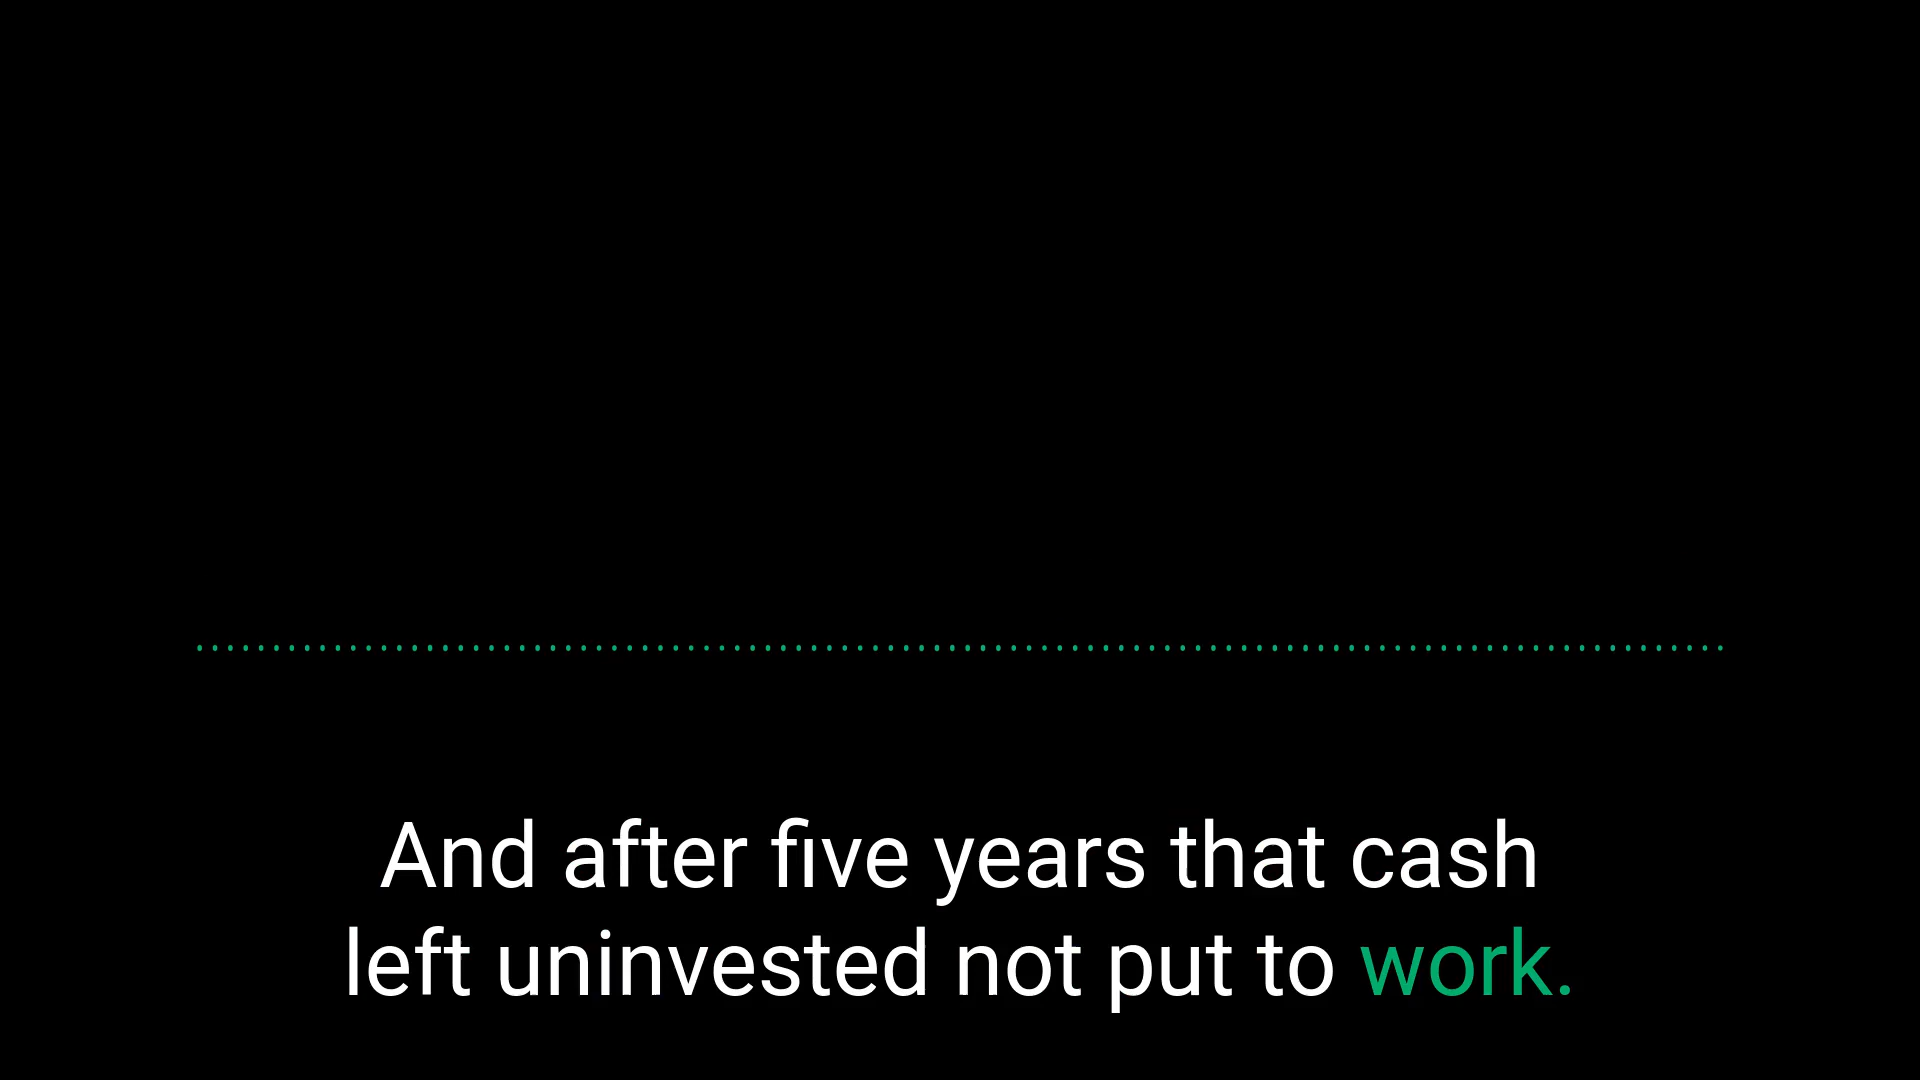 And after five years that cash
left uninvested not put to work.